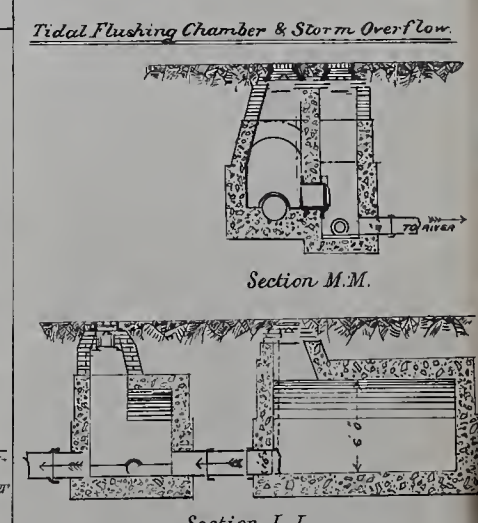 Tidal Flushing Chamber & Storm Overflow.
TO RIVER
Section M.M.
6'. 0"
T